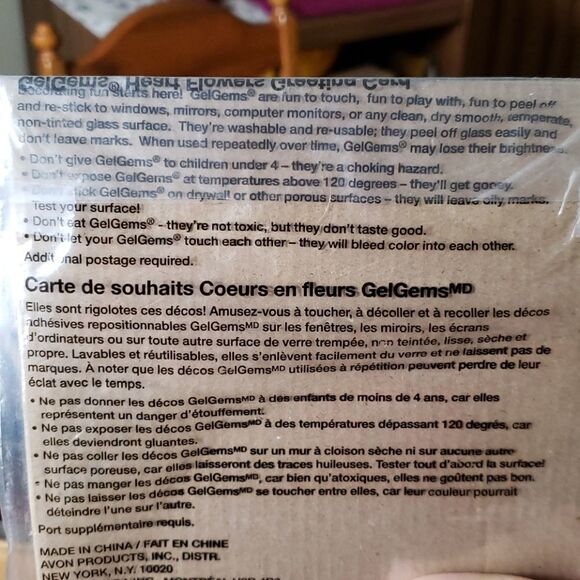 GelGems® Heart Flowers Greeting Card
Decorating fun starts here! GelGems® are fun to touch, fun to play with, fun to peel off
and re-stick to windows, mirrors, computer monitors, or any clean, dry smooth, temperate,
non-tinted glass surface. They're washable and re-usable; they peel off glass easily and
don't leave marks. When used repeatedly over time, GelGems® may lose their brightness.
• Don't give GelGems® to children under 4 – they're a choking hazard.
• Don't expose GelGems® at temperatures above 120 degrees – they'll get gooey.
• Don't stick GelGems® on drywall or other porous surfaces – they will leave oily marks.
Test your surface!
• Don't eat GelGems® - they're not toxic, but they don't taste good.
• Don't let your GelGems® touch each other – they will bleed color into each other.
Additional postage required.
Carte de souhaits Coeurs en fleurs GelGemsMD
Elles sont rigolotes ces décos! Amusez-vous à toucher, à décoller et à recoller les décos
adhésives repositionnables GelGemsMD sur les fenêtres, les miroirs, les écrans
d'ordinateurs ou sur toute autre surface de verre trempée, non teintée, lisse, sèche et
propre. Lavables et réutilisables, elles s'enlèvent facilement du verre et ne laissent pas de
marques. À noter que les décos GelGemsMD utilisées à répétition peuvent perdre de leur
éclat avec le temps.
• Ne pas donner les décos GelGemsMD à des enfants de moins de 4 ans, car elles
représentent un danger d'étouffement.
• Ne pas exposer les décos GelGemsMD à des températures dépassant 120 degrés, car
elles deviendront gluantes.
• Ne pas coller les décos GelGemsMD sur un mur à cloison sèche ni sur aucune autre
surface poreuse, car elles laisseront des traces huileuses. Tester tout d'abord la surface!
• Ne pas manger les décos GelGemsMD, car bien qu'atoxiques, elles ne goûtent pas bon.
• Ne pas laisser les décos GelGemsMD se toucher entre elles, car leur couleur pourrait
déteindre l'une sur l'autre.
Port supplémentaire requis.
MADE IN CHINA / FAIT EN CHINE
AVON PRODUCTS, INC., DISTR.
NEW YORK, N.Y. 10020